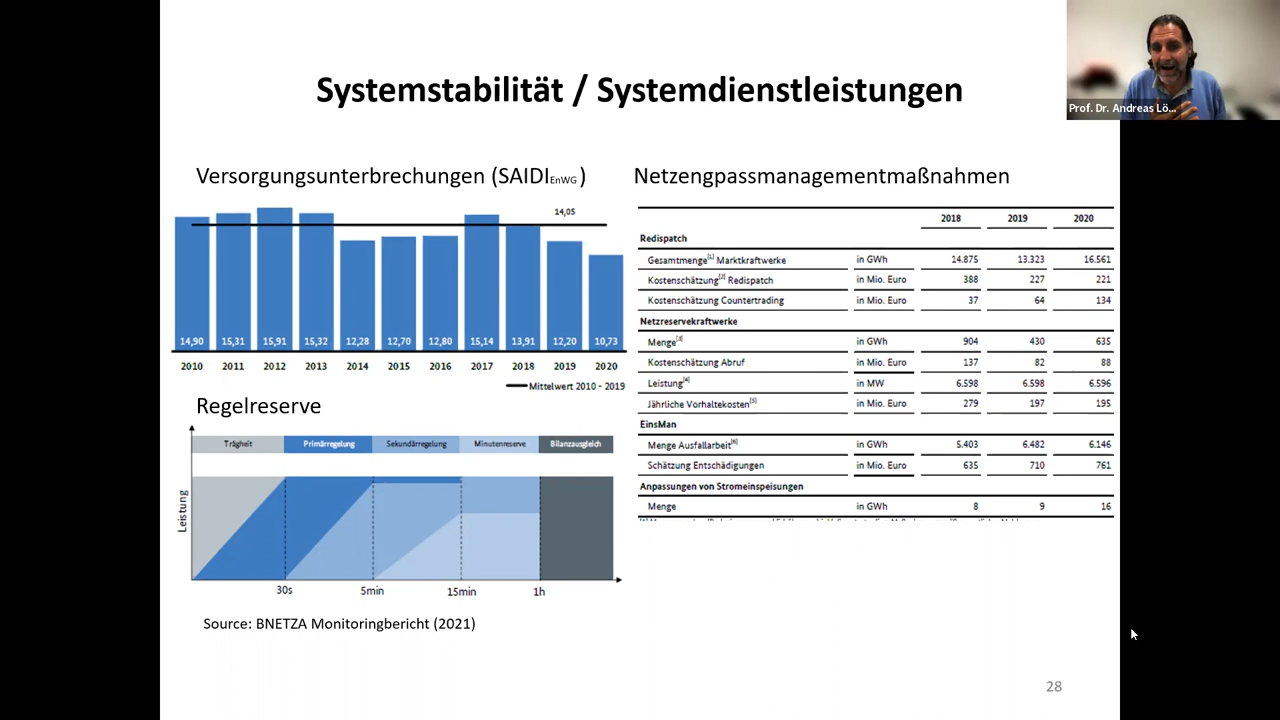 Prof. Dr. Andreas Lö...
Systemstabilität / Systemdienstleistungen
Versorgungsunterbrechungen (SAIDI EnWG )
14,05
14,90 15,31 15,91 15,32 12,28 12,70 12,80 15,14 13,91 12,20 10,73
2010 2011 2012 2013 2014 2015 2016 2017 2018 2019 2020
Mittelwert 2010 - 2019
Regelreserve
Trägheit Primärregelung Sekundärregelung Minutenreserve Bilanzausgleich
Leistung
30s 5min 15min 1h
Source: BNETZA Monitoringbericht (2021)
Netzengpassmanagementmaßnahmen
2018 2019 2020
Redispatch
Gesamtmenge[1] Marktkraftwerke in GWh 14.875 13.323 16.561
Kostenschätzung[2] Redispatch in Mio. Euro 388 227 221
Kostenschätzung Countertrading in Mio. Euro 37 64 134
Netzreservekraftwerke
Menge[3] in GWh 904 430 635
Kostenschätzung Abruf in Mio. Euro 137 82 88
Leistung[4] in MW 6.598 6.598 6.596
Jährliche Vorhaltekosten[5] in Mio. Euro 279 197 195
EinsMan
Menge Ausfallarbeit[6] in GWh 5.403 6.482 6.146
Schätzung Entschädigungen in Mio. Euro 635 710 761
Anpassungen von Stromeinspeisungen
Menge in GWh 8 9 16
28